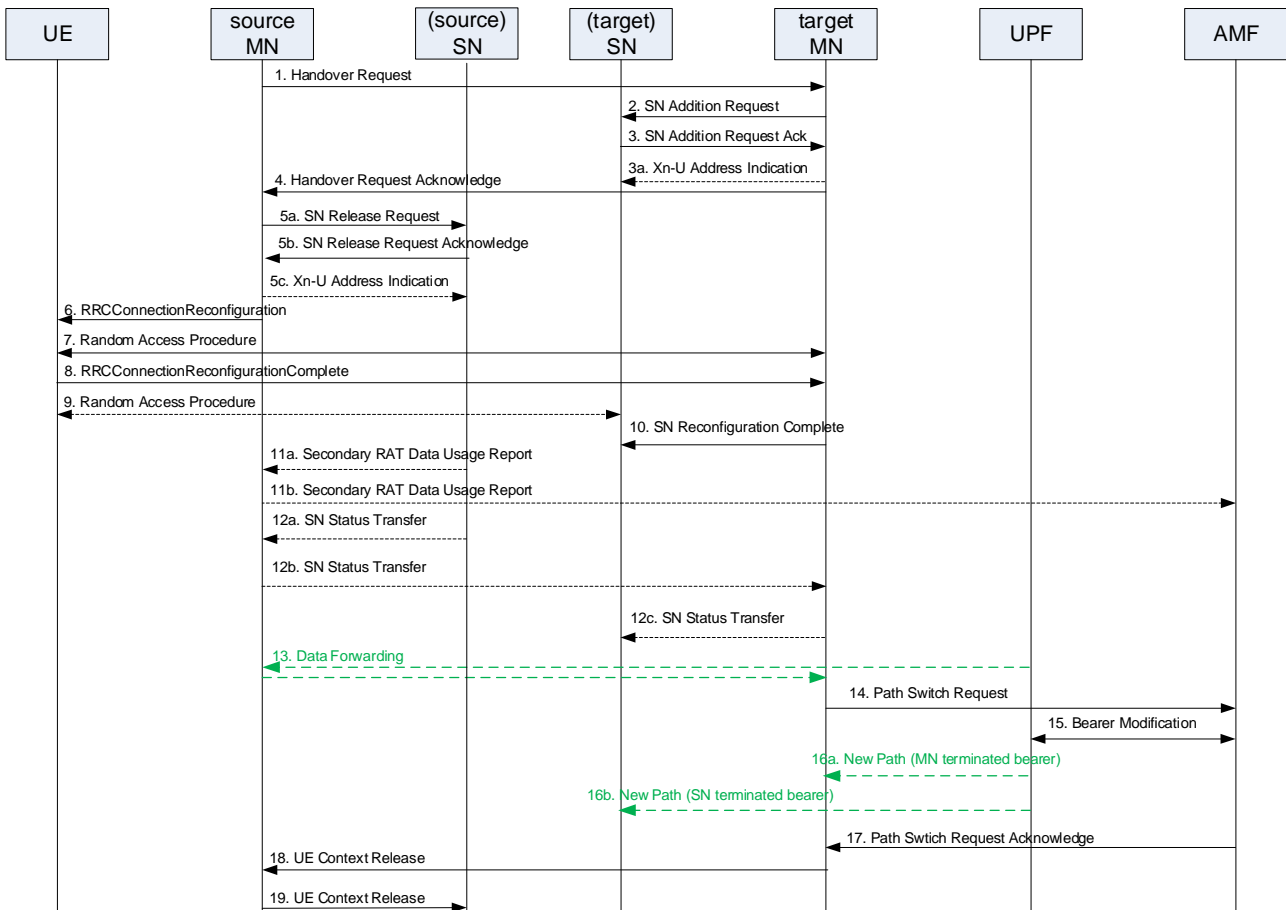 UE
source
MN
(source)
SN
(target)
SN
target
MN
UPF
AMF
1. Handover Request
2. SN Addition Request
3. SN Addition Request Ack
3a. Xn-U Address Indication
4. Handover Request Acknowledge
5a. SN Release Request
5b. SN Release Request Acknowledge
5c. Xn-U Address Indication
6. RRCConnectionReconfiguration
7. Random Access Procedure
8. RRCConnectionReconfigurationComplete
9. Random Access Procedure
10. SN Reconfiguration Complete
11a. Secondary RAT Data Usage Report
11b. Secondary RAT Data Usage Report
12a. SN Status Transfer
12b. SN Status Transfer
12c. SN Status Transfer
13. Data Forwarding
14. Path Switch Request
15. Bearer Modification
16a. New Path (MN terminated bearer)
16b. New Path (SN terminated bearer)
17. Path Swtich Request Acknowledge
18. UE Context Release
19. UE Context Release